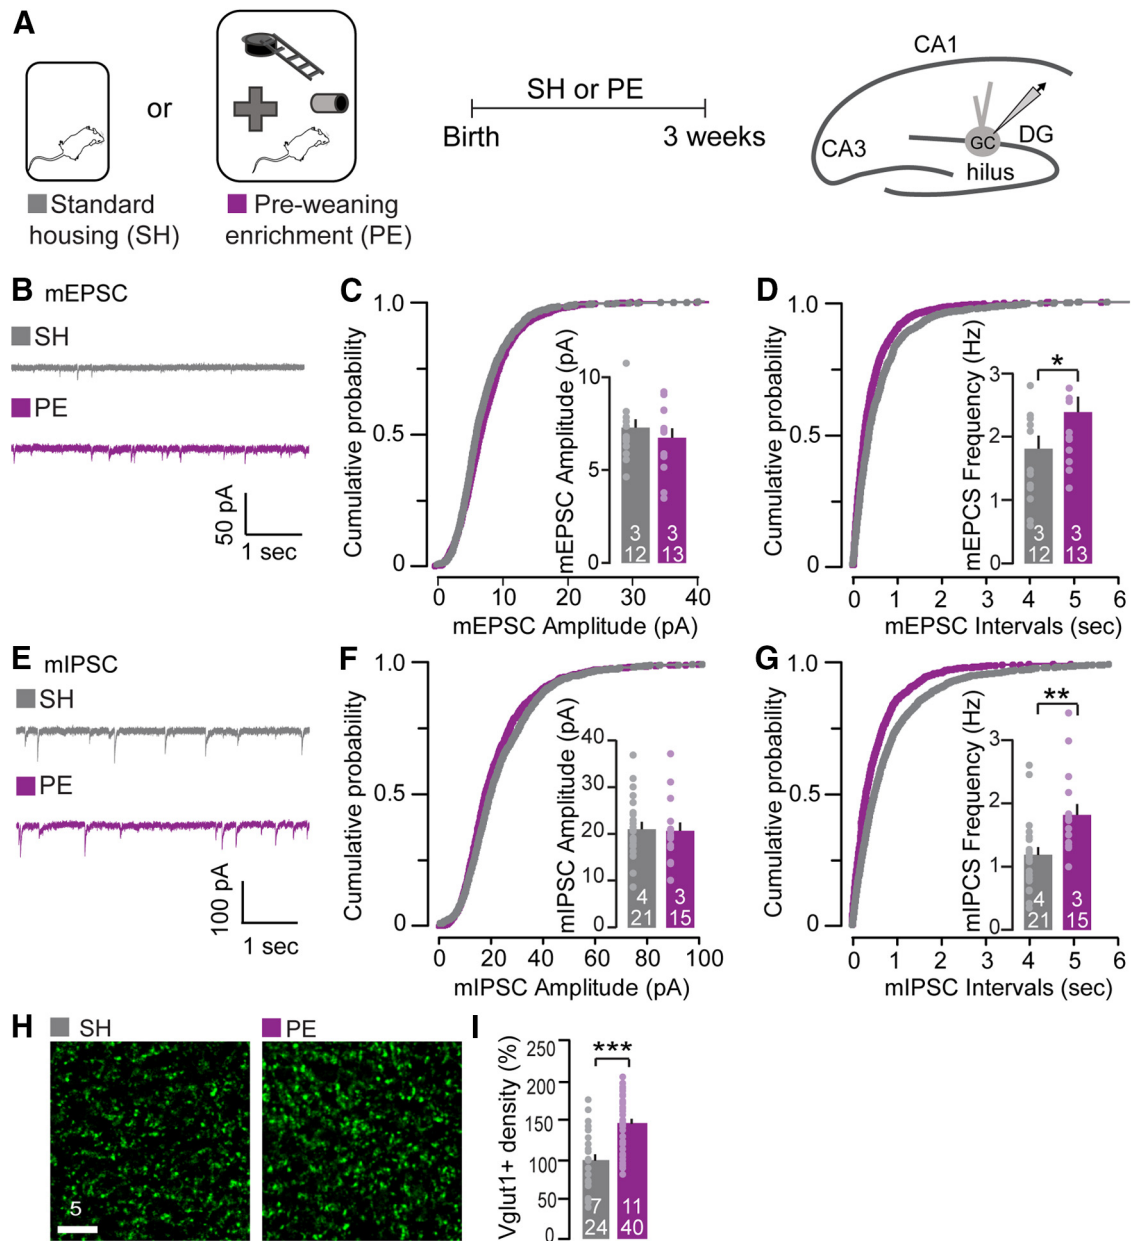 A
or
SH or PE
Birth
3 weeks
CA1
CA3
GC
DG
hilus
Standard
housing (SH)
Pre-weaning
enrichment (PE)
B mEPSC
SH
PE
50 pA
1 sec
C
Cumulative probability
1.0
0.5
0
0 10 20 30 40
mEPSC Amplitude (pA)
mEPSC Amplitude (pA)
10
5
0
3 3
12 13
D
Cumulative probability
1.0
0.5
0
0 1 2 3 4 5 6
mEPSC Intervals (sec)
mEPCS Frequency (Hz)
3
2
1
0
*
3 3
12 13
E mIPSC
SH
PE
100 pA
1 sec
F
Cumulative probability
1.0
0.5
0
0 20 40 60 80 100
mIPSC Amplitude (pA)
mIPSC Amplitude (pA)
40
30
20
10
0
4 3
21 15
G
Cumulative probability
1.0
0.5
0
0 1 2 3 4 5 6
mIPSC Intervals (sec)
mIPCS Frequency (Hz)
3
2
1
0
**
4 3
21 15
H SH PE
5
I
Vglut1+ density (%)
250
200
150
100
50
0
***
7 11
24 40